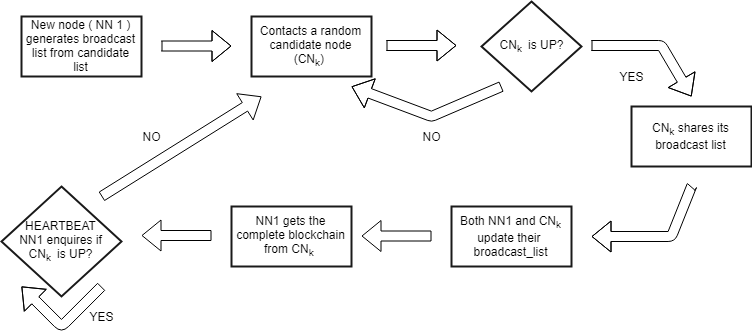 New node ( NN 1 )
generates broadcast
list from candidate
list
Contacts a random
candidate node
(CNk)
CNk is UP?
YES
NO
CNk shares its
broadcast list
Both NN1 and CNk
update their
broadcast_list
NN1 gets the
complete blockchain
from CNk
HEARTBEAT
NN1 enquires if
CNk is UP?
NO
YES